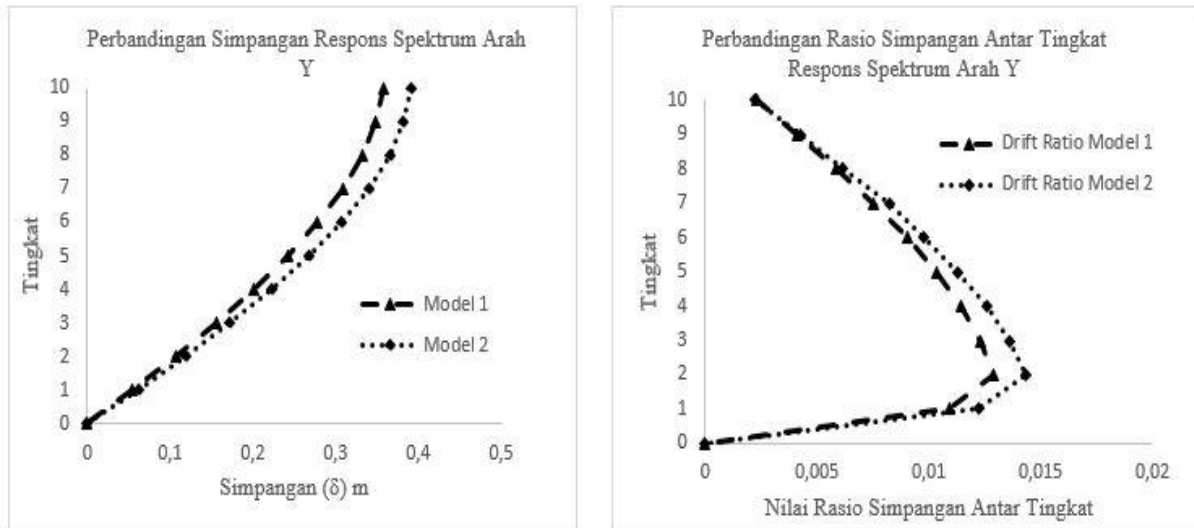 Perbandingan Simpangan Respons Spektrum Arah
Y
10
9
8
7
6
5
4
3
2
1
0
Tingkat
Model 1
Model 2
0 0,1 0,2 0,3 0,4 0,5
Simpangan (δ) m
Perbandingan Rasio Simpangan Antar Tingkat
Respons Spektrum Arah Y
10
9
8
7
6
5
4
3
2
1
0
Tingkat
Drift Ratio Model 1
Drift Ratio Model 2
0 0,005 0,01 0,015 0,02
Nilai Rasio Simpangan Antar Tingkat